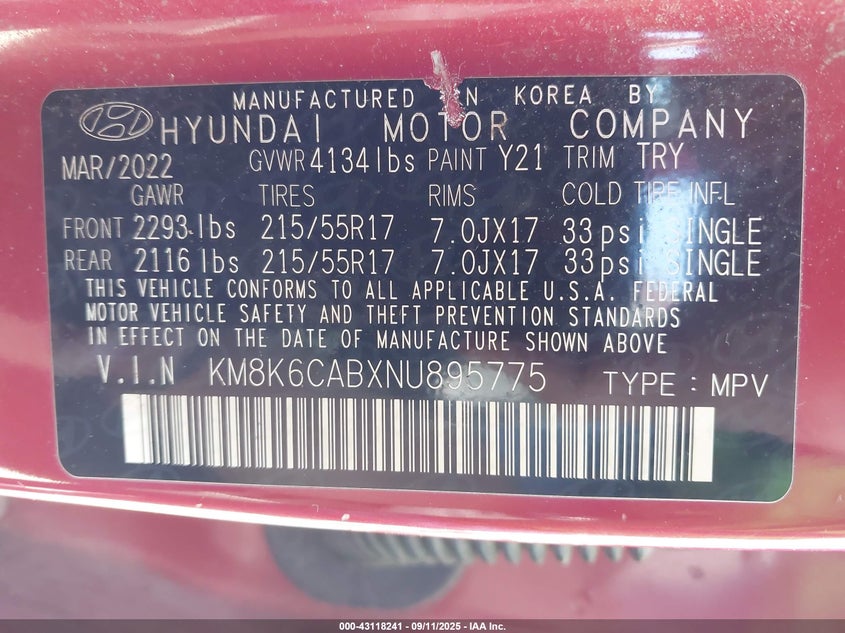 MANUFACTURED IN KOREA BY
HYUNDAI MOTOR COMPANY
MAR/2022 GVWR 4134 lbs PAINT Y21 TRIM TRY
GAWR TIRES RIMS COLD TIRE INFL
FRONT 2293 lbs 215/55R17 7.0JX17 33psi SINGLE
REAR 2116 lbs 215/55R17 7.0JX17 33psi SINGLE
THIS VEHICLE CONFORMS TO ALL APPLICABLE U.S.A. FEDERAL
MOTOR VEHICLE SAFETY AND THEFT PREVENTION STANDARDS
IN EFFECT ON THE DATE OF MANUFACTURE SHOWN ABOVE
V.I.N KM8K6CABXNU895775 TYPE: MPV
000-43118241 - 09/11/2025 - IAA Inc.